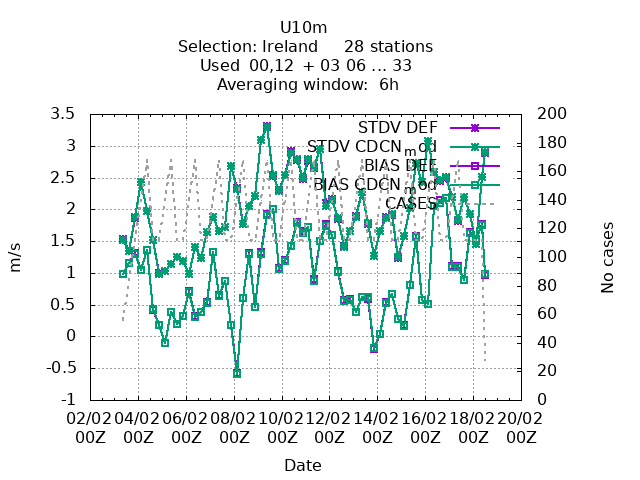 U10m
Selection: Ireland 28 stations
Used 00,12 + 03 06 ... 33
Averaging window: 6h
3.5
3
2.5
2
1.5
1
0.5
0
-0.5
-1
m/s
200
180
160
140
120
100
80
60
40
20
0
No cases
STDV DEF
STDV CDCN_mod
BIAS DEF
BIAS CDCN_mod
CASES
02/02 04/02 06/02 08/02 10/02 12/02 14/02 16/02 18/02 20/02
00Z 00Z 00Z 00Z 00Z 00Z 00Z 00Z 00Z 00Z
Date